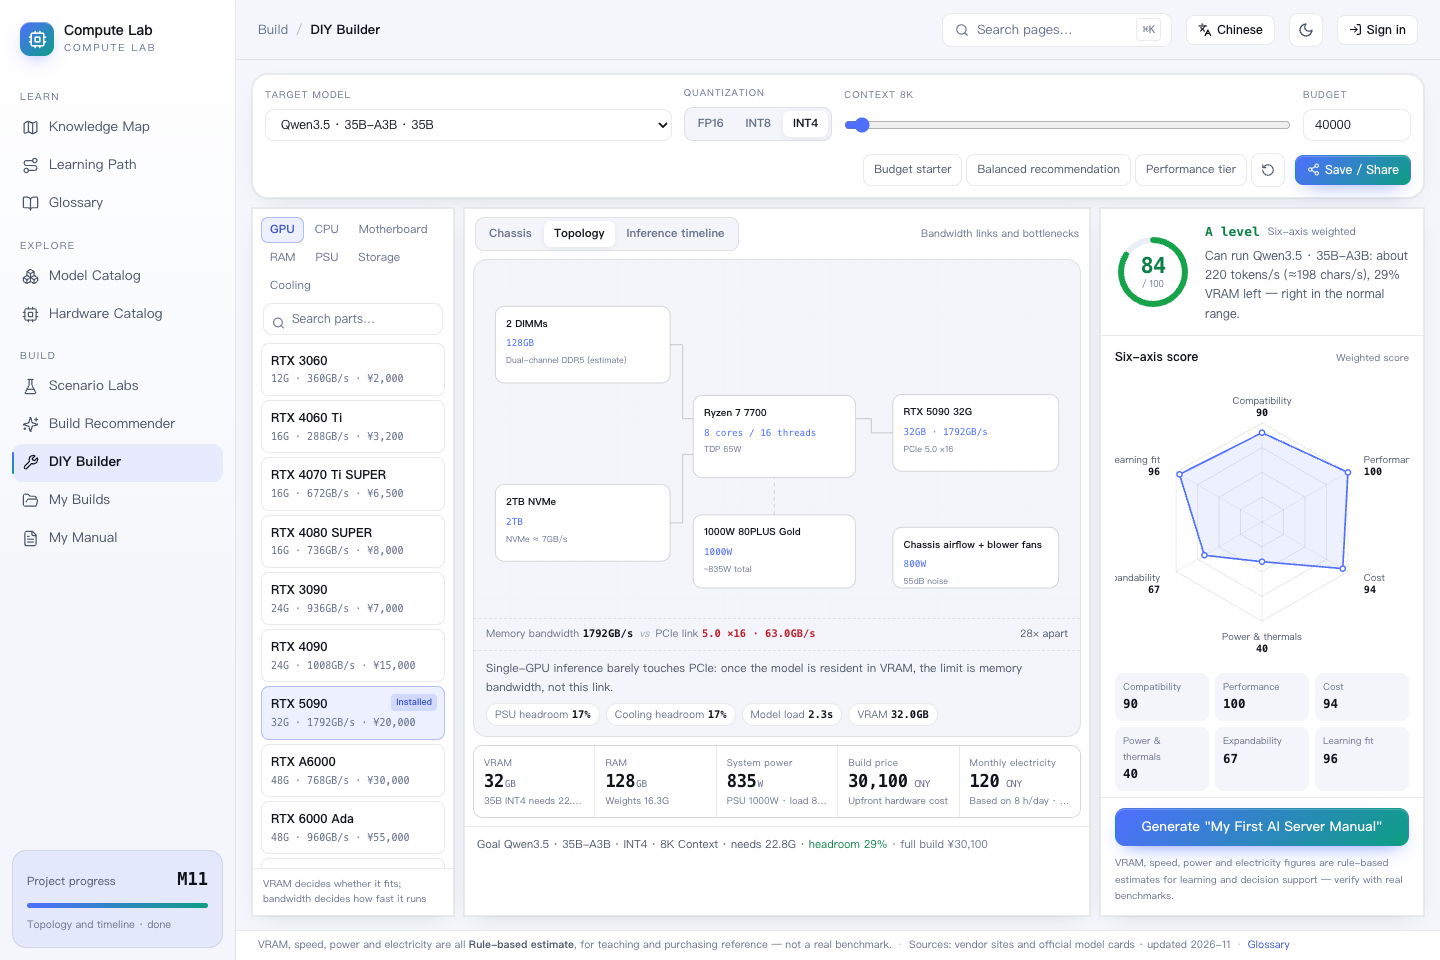 Compute Lab
COMPUTE LAB
LEARN
Knowledge Map
Learning Path
Glossary
EXPLORE
Model Catalog
Hardware Catalog
BUILD
Scenario Labs
Build Recommender
DIY Builder
My Builds
My Manual
Project progress M11
Topology and timeline · done
Build / DIY Builder
Search pages... ⌘K
Chinese
Sign in
TARGET MODEL
Qwen3.5 · 35B-A3B · 35B
QUANTIZATION
FP16 INT8 INT4
CONTEXT 8K
BUDGET
40000
Budget starter
Balanced recommendation
Performance tier
Save / Share
GPU CPU Motherboard
RAM PSU Storage
Cooling
Search parts...
RTX 3060
12G · 360GB/s · ¥2,000
RTX 4060 Ti
16G · 288GB/s · ¥3,200
RTX 4070 Ti SUPER
16G · 672GB/s · ¥6,500
RTX 4080 SUPER
16G · 736GB/s · ¥8,000
RTX 3090
24G · 936GB/s · ¥7,000
RTX 4090
24G · 1008GB/s · ¥15,000
RTX 5090 Installed
32G · 1792GB/s · ¥20,000
RTX A6000
48G · 768GB/s · ¥30,000
RTX 6000 Ada
48G · 960GB/s · ¥55,000
VRAM decides whether it fits;
bandwidth decides how fast it runs
Chassis Topology Inference timeline
Bandwidth links and bottlenecks
2 DIMMs
128GB
Dual-channel DDR5 (estimate)
Ryzen 7 7700
8 cores / 16 threads
TDP 65W
RTX 5090 32G
32GB · 1792GB/s
PCIe 5.0 ×16
2TB NVMe
2TB
NVMe ≈ 7GB/s
1000W 80PLUS Gold
1000W
~835W total
Chassis airflow + blower fans
800W
55dB noise
Memory bandwidth 1792GB/s vs PCIe link 5.0 ×16 · 63.0GB/s 28× apart
Single-GPU inference barely touches PCIe: once the model is resident in VRAM, the limit is memory
bandwidth, not this link.
PSU headroom 17% Cooling headroom 17% Model load 2.3s VRAM 32.0GB
VRAM
32GB
35B INT4 needs 22....
RAM
128GB
Weights 16.3G
System power
835W
PSU 1000W · load 8...
Build price
30,100 CNY
Upfront hardware cost
Monthly electricity
120 CNY
Based on 8 h/day · ...
Goal Qwen3.5 · 35B-A3B · INT4 · 8K Context · needs 22.8G · headroom 29% · full build ¥30,100
84
/ 100
A level Six-axis weighted
Can run Qwen3.5 · 35B-A3B: about
220 tokens/s (≈198 chars/s), 29%
VRAM left — right in the normal
range.
Six-axis score Weighted score
Compatibility
90
Performar
100
Cost
94
Power & thermals
40
pandability
67
earning fit
96
Compatibility
90
Performance
100
Cost
94
Power &
thermals
40
Expandability
67
Learning fit
96
Generate "My First AI Server Manual"
VRAM, speed, power and electricity figures are rule-based
estimates for learning and decision support — verify with real
benchmarks.
VRAM, speed, power and electricity are all Rule-based estimate, for teaching and purchasing reference — not a real benchmark. · Sources: vendor sites and official model cards · updated 2026-11 · Glossary